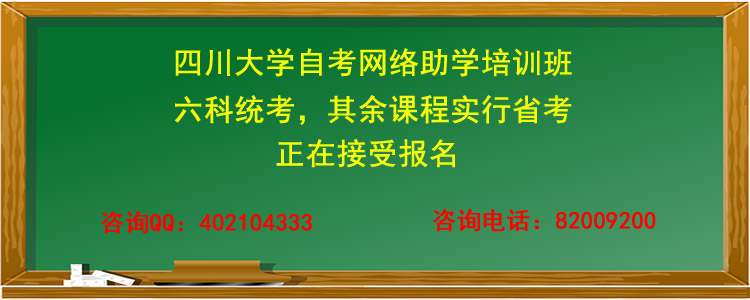 四川大学自考网络助学培训班
六科统考，其余课程实行省考
正在接受报名
咨询QQ：402104333 咨询电话：82009200